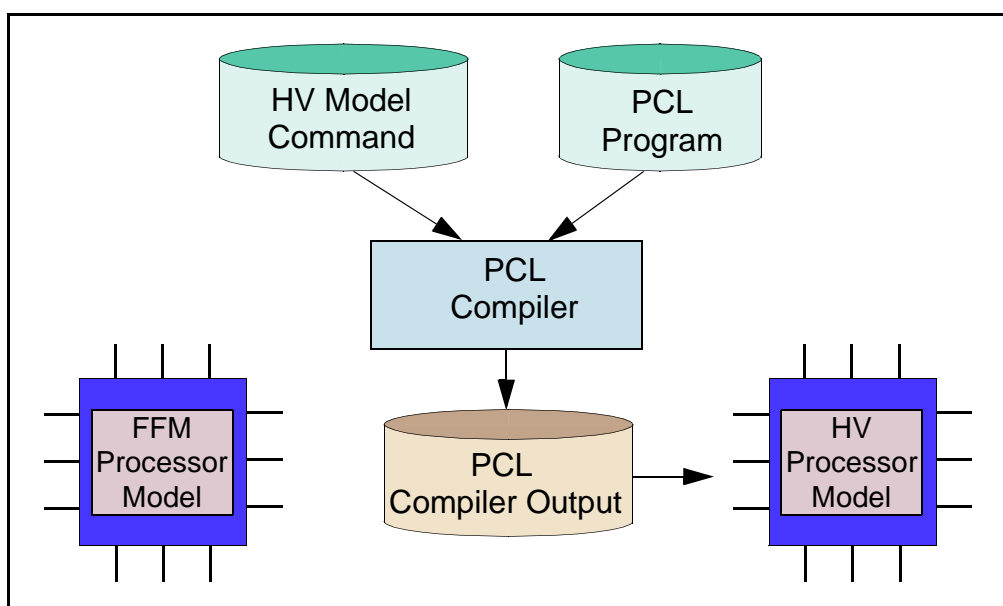 HV Model
Command
PCL
Program
PCL
Compiler
FFM
Processor
Model
PCL
Compiler Output
HV
Processor
Model